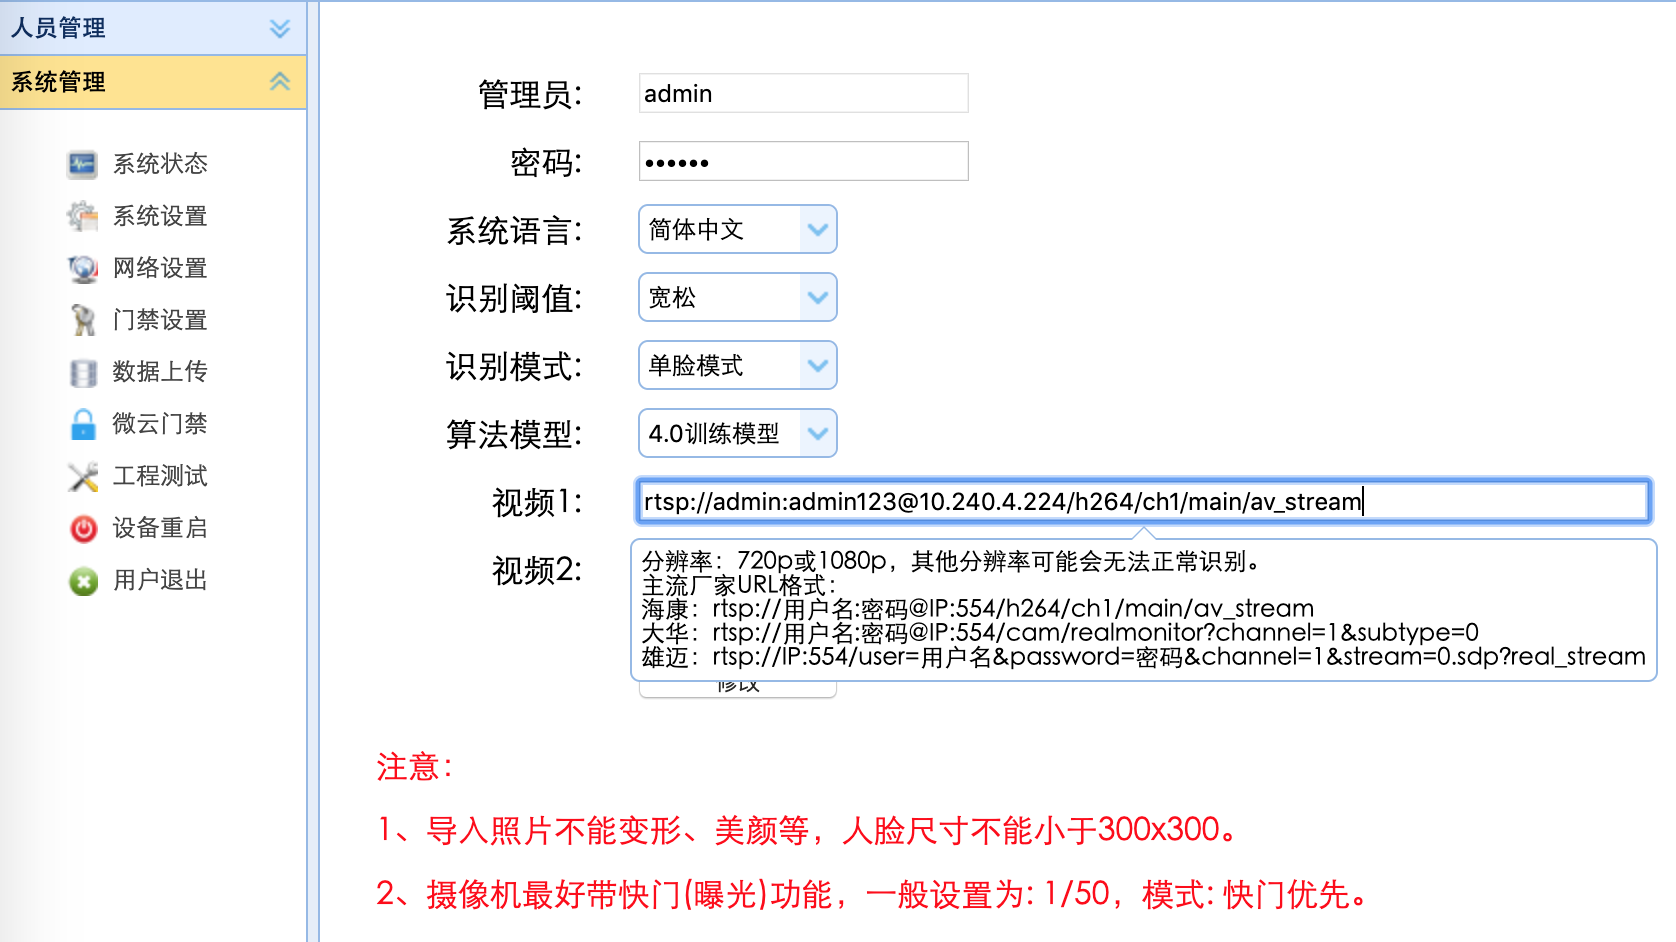 人员管理
系统管理
系统状态
系统设置
网络设置
门禁设置
数据上传
微云门禁
工程测试
设备重启
用户退出
管理员: admin
密码: ••••••
系统语言: 简体中文
识别阈值: 宽松
识别模式: 单脸模式
算法模型: 4.0训练模型
视频1: rtsp://admin:admin123@10.240.4.224/h264/ch1/main/av_stream
视频2:
分辨率：720p或1080p，其他分辨率可能会无法正常识别。
主流厂家URL格式：
海康：rtsp://用户名:密码@IP:554/h264/ch1/main/av_stream
大华：rtsp://用户名:密码@IP:554/cam/realmonitor?channel=1&subtype=0
雄迈：rtsp://IP:554/user=用户名&password=密码&channel=1&stream=0.sdp?real_stream
修改
注意：
1、导入照片不能变形、美颜等，人脸尺寸不能小于300x300。
2、摄像机最好带快门(曝光)功能，一般设置为: 1/50，模式: 快门优先。